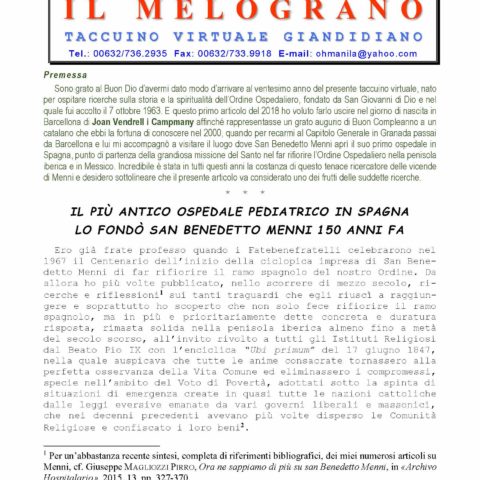 IL MELOGRANO
TACCUINO VIRTUALE GIANDIDIANO
Tel.: 00632/736.2935 Fax: 00632/733.9918 E-mail: ohmanila@yahoo.com
Premessa
Sono grato al Buon Dio d'avermi dato modo d'arrivare al ventesimo anno del presente taccuino virtuale, nato
per ospitare ricerche sulla storia e la spiritualità dell'Ordine Ospedaliero, fondato da San Giovanni di Dio e nel
quale fui accolto il 7 ottobre 1963. E questo primo articolo del 2018 ho voluto farlo uscire nel giorno di nascita in
Barcellona di Joan Vendrell i Campmany affinché rappresentasse un grato auguno di Buon Compleanno a un
catalano che ebbi la fortuna di conoscere nel 2000, quando per recarmi al Capitolo Generale in Granada passai
da Barcellona e lui mi accompagnò a visitare il luogo dove San Benedetto Menni aprì il suo primo ospedale in
Spagna, punto di partenza della grandiosa missione del Santo nel far rifiorire l'Ordine Ospedaliero nella penisola
iberica e in Messico. Incredibile è stata in tutti questi anni la costanza di questo tenace ricercatore delle vicende
di Menni e desidero sottolineare che il presente articolo va considerato uno dei frutti delle suddette ricerche.
* * *
IL PIÙ ANTICO OSPEDALE PEDIATRICO IN SPAGNA
LO FONDÒ SAN BENEDETTO MENNI 150 ANNI FA
Ero già frate professo quando i Fatebenefratelli celebrarono nel
1967 il Centenario dell'inizio della ciclopica impresa di San Bene-
detto Menni di far rifiorire il ramo spagnolo del nostro Ordine. Da
allora ho più volte pubblicato, nello scorrere di mezzo secolo, ri-
cerche e riflessioni¹ sui tanti traguardi che egli riuscì a raggiun-
gere e soprattutto ho scoperto che non solo fece rifiorire il ramo
spagnolo, ma in più e prioritariamente dette concreta e duratura
risposta, rimasta solida nella penisola iberica almeno fino a metà
del secolo scorso, all'invito rivolto a tutti gli Istituti Religiosi
dal Beato Pio IX con l'enciclica "Ubi primum" del 17 giugno 1847,
nella quale auspicava che tutte le anime consacrate tornassero alla
perfetta osservanza della Vita Comune ed eliminassero i compromessi,
specie nell'ambito del Voto di Povertà, adottati sotto la spinta di
situazioni di emergenza create in quasi tutte le nazioni cattoliche
dalle leggi eversive emanate da vari governi liberali e massonici,
che nei decenni precedenti avevano più volte disperso le Comunità
Religiose e confiscato i loro beni².
¹ Per un'abbastanza recente sintesi, completa di riferimenti bibliografici, dei miei numerosi articoli su
Menni, cf. Giuseppe MAGLIOZZI PIRRO, Ora ne sappiamo di più su san Benedetto Menni, in «Archivo
Hospitalario», 2015, 13, pp. 327-370.